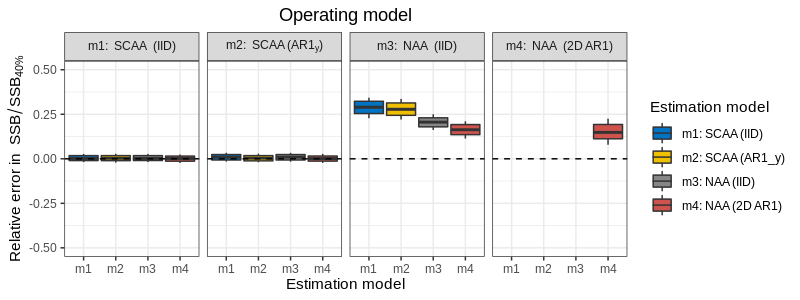 Operating model
m1: SCAA (IID)
m2: SCAA (AR1y)
m3: NAA (IID)
m4: NAA (2D AR1)
Relative error in SSB/SSB40%
0.50
0.25
0.00
-0.25
-0.50
m1 m2 m3 m4
m1 m2 m3 m4
m1 m2 m3 m4
m1 m2 m3 m4
Estimation model
Estimation model
m1: SCAA (IID)
m2: SCAA (AR1_y)
m3: NAA (IID)
m4: NAA (2D AR1)